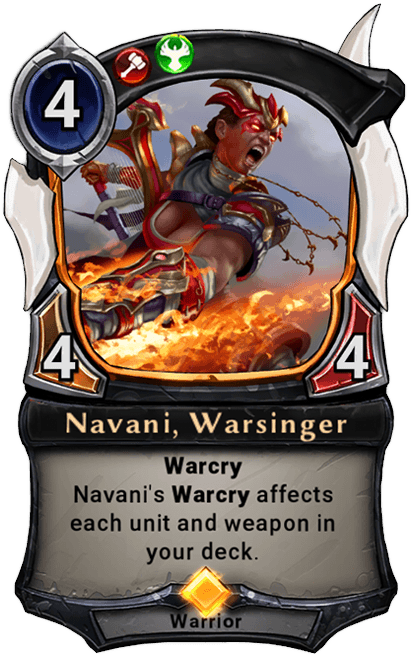 4
4
4
Navani, Warsinger
Warcry
Navani's Warcry affects
each unit and weapon in
your deck.
Warrior